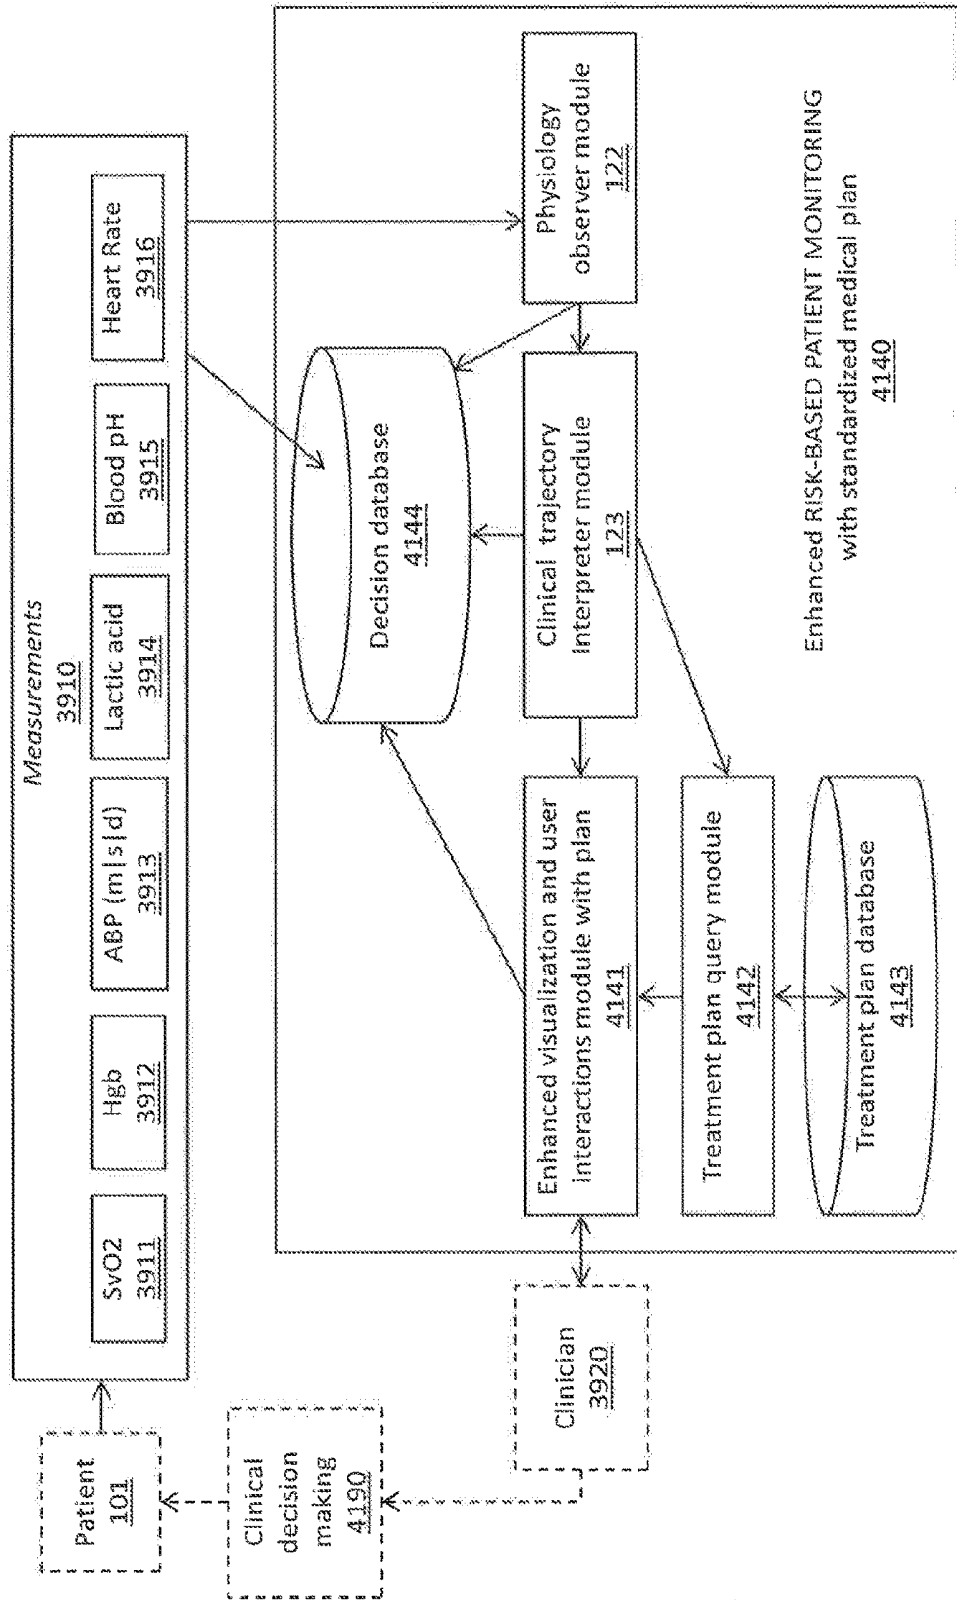 Patient
101
Measurements
3910
SvO2
3911
Hgb
3912
ABP (m|s|d)
3913
Lactic acid
3914
Blood pH
3915
Heart Rate
3916
Clinical
decision
making
4190
Clinician
3920
Decision database
4144
Enhanced visualization and user
interactions module with plan
4141
Clinical trajectory
interpreter module
123
Physiology
observer module
122
Treatment plan query module
4142
Treatment plan database
4143
Enhanced RISK-BASED PATIENT MONITORING
with standardized medical plan
4140